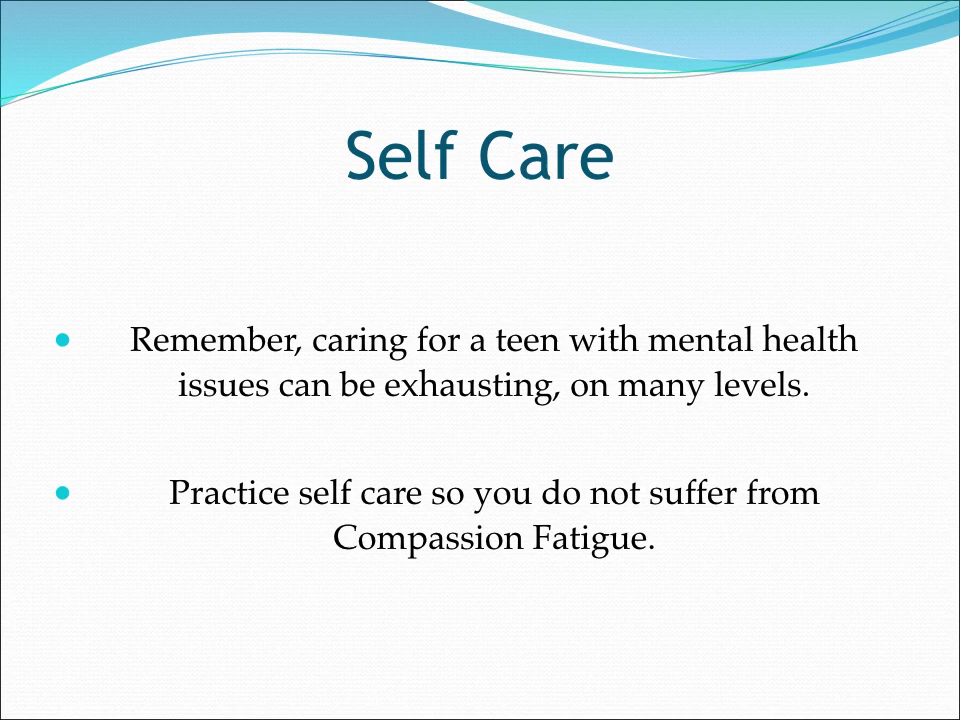 Self Care
• Remember, caring for a teen with mental health
issues can be exhausting, on many levels.
• Practice self care so you do not suffer from
Compassion Fatigue.